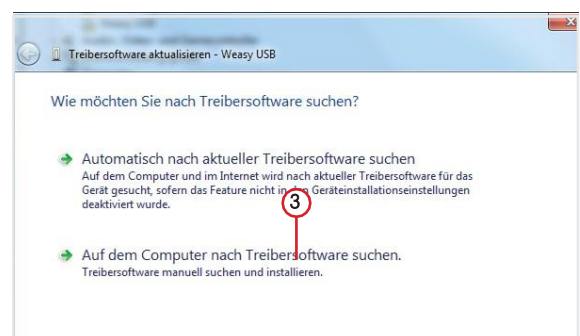 Weasy USB
Treibersoftware aktualisieren - Weasy USB
Wie möchten Sie nach Treibersoftware suchen?
Automatisch nach aktueller Treibersoftware suchen
Auf dem Computer und im Internet wird nach aktueller Treibersoftware für das
Gerät gesucht, sofern das Feature nicht in den Geräteinstallationseinstellungen
deaktiviert wurde.
3
Auf dem Computer nach Treibersoftware suchen.
Treibersoftware manuell suchen und installieren.